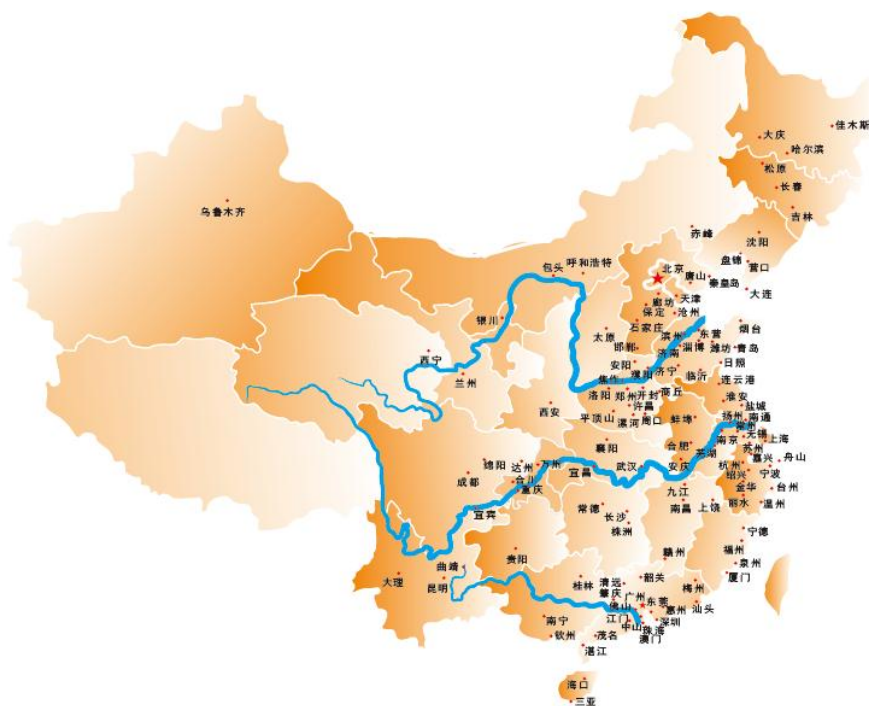 佳木斯
大庆
哈尔滨
松原
长春
吉林
乌鲁木齐
赤峰
沈阳
盘锦
营口
北京
唐山
秦皇岛
大连
呼和浩特
包头
廊坊
天津
保定
沧州
银川
石家庄
滨州
东营
烟台
太原
邯郸
济南
淄博
潍坊
青岛
西宁
安阳
日照
兰州
焦作
濮阳
济宁
临沂
连云港
洛阳
郑州
开封
商丘
淮安
西安
许昌
盐城
平顶山
漯河
周口
蚌埠
扬州
南通
常州
襄阳
合肥
南京
无锡
上海
芜湖
苏州
绵阳
达州
万州
宜昌
武汉
安庆
嘉兴
舟山
成都
合川
杭州
绍兴
宁波
重庆
九江
金华
台州
宜宾
常德
南昌
上饶
丽水
温州
长沙
株洲
宁德
贵阳
赣州
福州
曲靖
泉州
大理
昆明
桂林
清远
韶关
厦门
肇庆
广州
梅州
佛山
东莞
惠州
汕头
南宁
江门
中山
珠海
深圳
钦州
茂名
澳门
湛江
海口
三亚